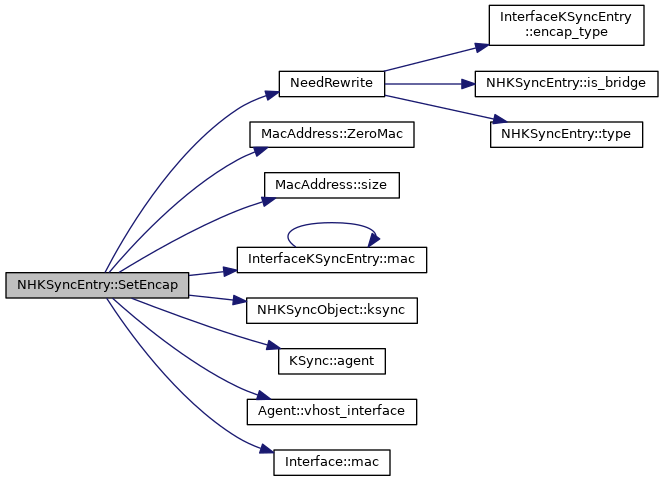 InterfaceKSyncEntry
::encap_type
NeedRewrite
NHKSyncEntry::is_bridge
MacAddress::ZeroMac
NHKSyncEntry::type
MacAddress::size
InterfaceKSyncEntry::mac
NHKSyncEntry::SetEncap
NHKSyncObject::ksync
KSync::agent
Agent::vhost_interface
Interface::mac